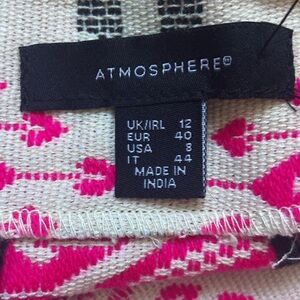 ATMOSPHERE
UK/IRL 12
EUR 40
USA 8
IT 44
MADE IN
INDIA